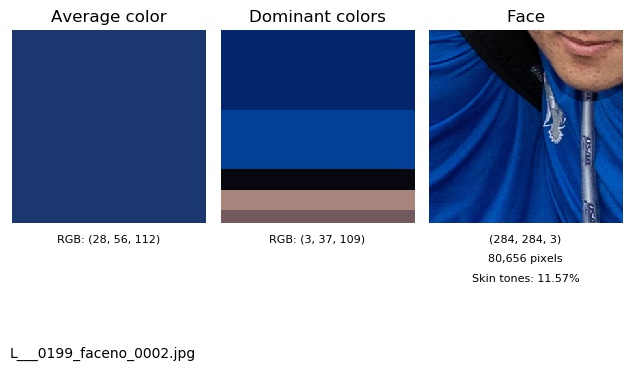 Average color
Dominant colors
Face
RGB: (28, 56, 112)
RGB: (3, 37, 109)
(284, 284, 3)
80,656 pixels
Skin tones: 11.57%
L___0199_faceno_0002.jpg